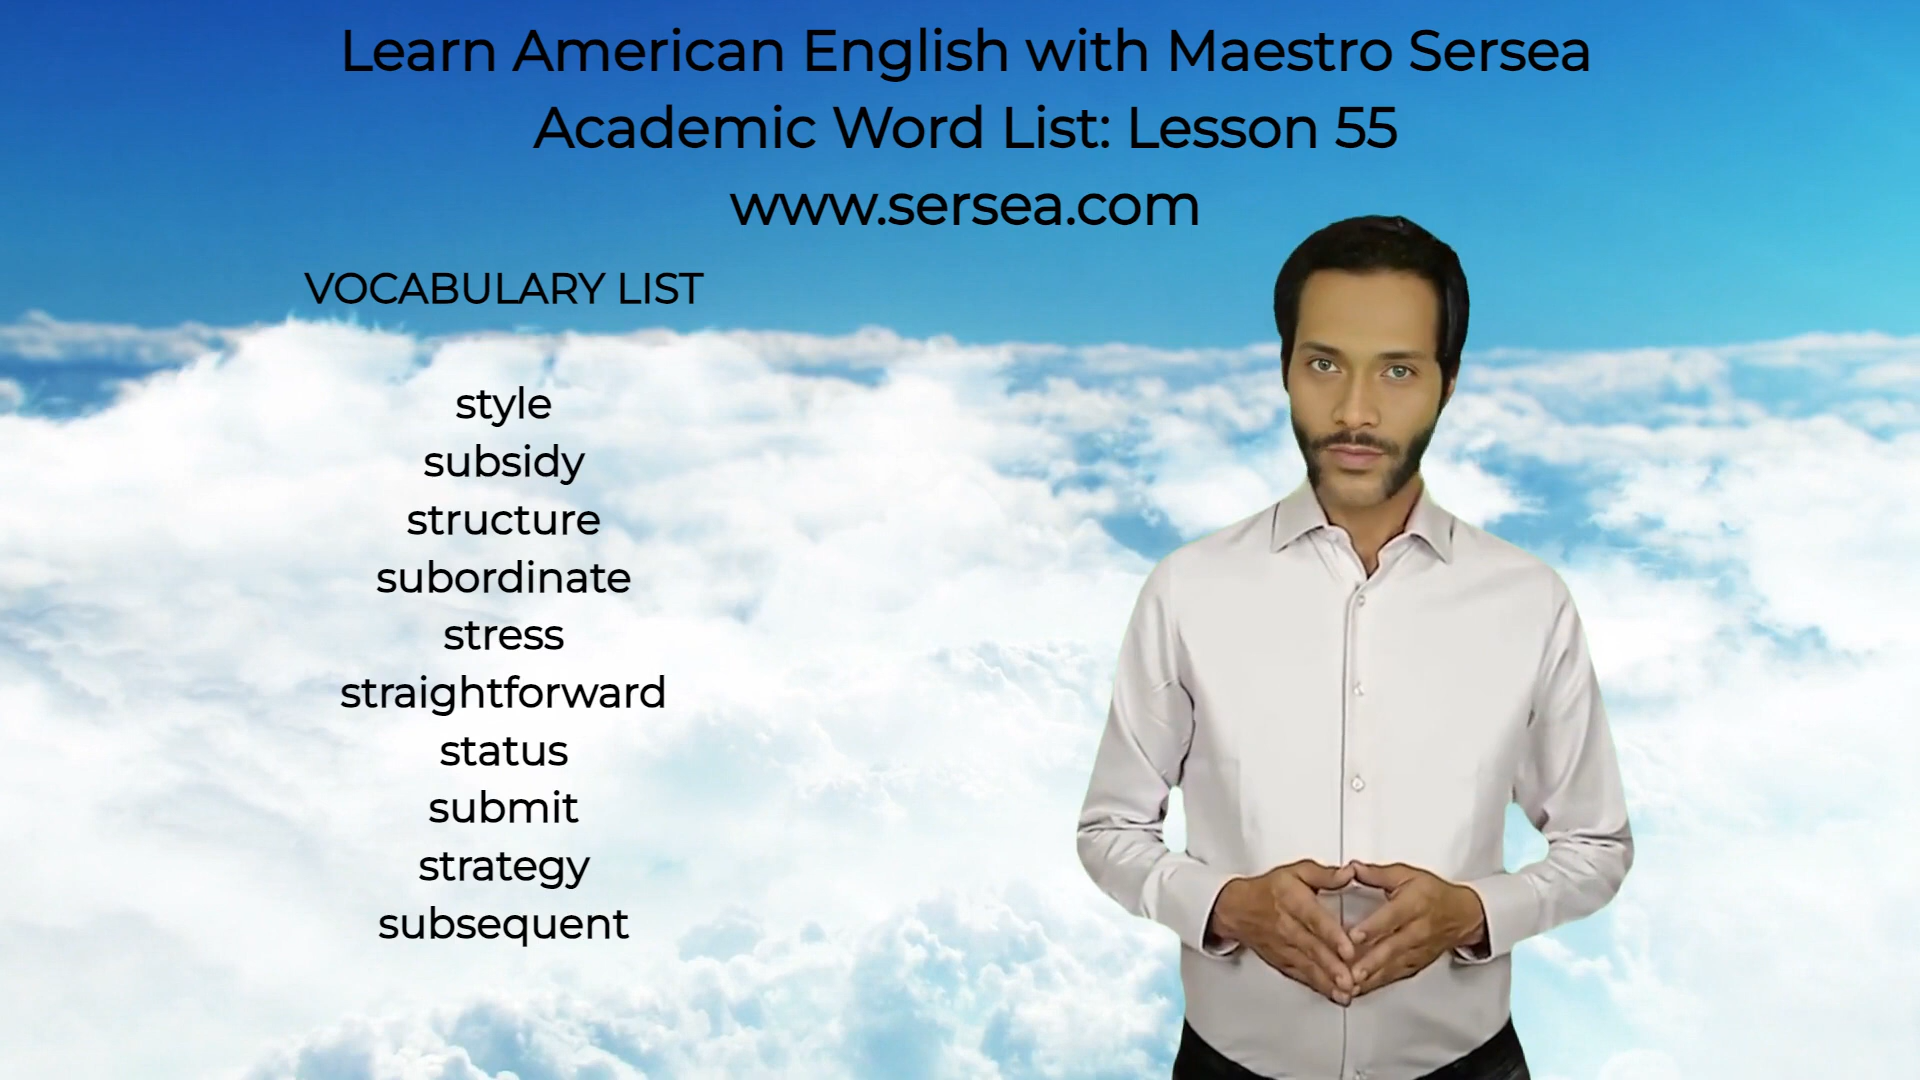 Learn American English with Maestro Sersea
Academic Word List: Lesson 55
www.sersea.com
VOCABULARY LIST
style
subsidy
structure
subordinate
stress
straightforward
status
submit
strategy
subsequent